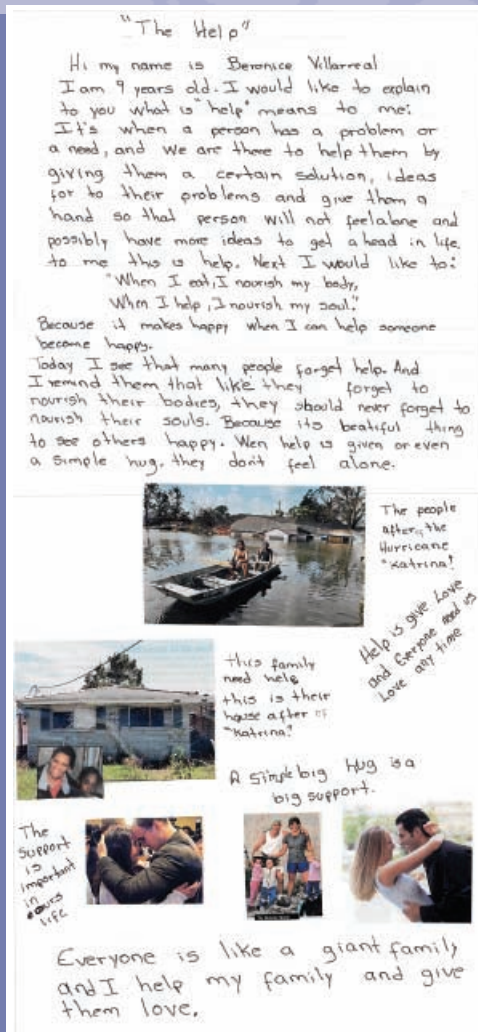 "The Help"
Hi my name is Beronice Villarreal
I am 9 years old. I would like to explain
to you what is "help" means to me:
It's when a person has a problem or
a need, and we are there to help them by
giving them a certain solution, ideas
for to their problems and give them a
hand so that person will not feel alone and
possibly have more ideas to get a head in life,
to me this is help. Next I would like to:
"When I eat, I nourish my body,
When I help, I nourish my soul."
Because it makes happy when I can help someone
become happy.
Today I see that many people forget help. And
I remind them that like they forget to
nourish their bodies, they should never forget to
nourish their souls. Because its beatiful thing
to see others happy. Wen help is given or even
a simple hug, they don't feel alone.
The people
after, the
Hurricane
"Katrina"
Help is give Love
and Everyone need is
Love any time
this family
need help
this is their
house after of
"Katrina"
A simple big Hug is a
big support.
The
support
is
important
in
ours
life
Everyone is like a giant family
and I help my family and give
them love.